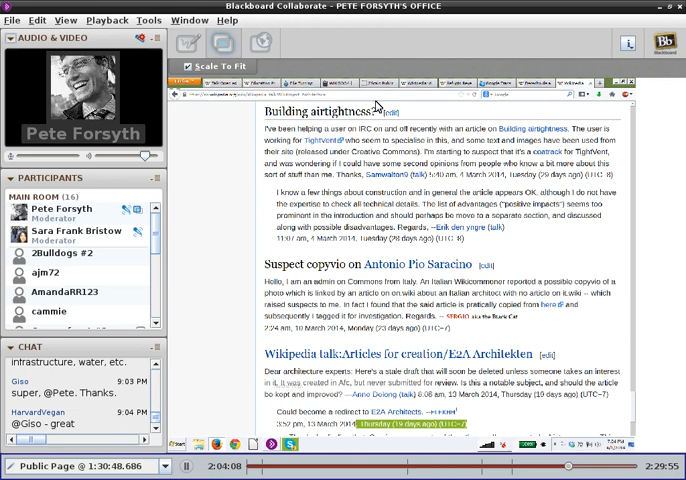 Blackboard Collaborate - PETE FORSYTH'S OFFICE
File Edit View Playback Tools Window Help
AUDIO & VIDEO
Scale To Fit
Pete Forsyth
PARTICIPANTS
MAIN ROOM (16)
Pete Forsyth
Moderator
Sara Frank Bristow
Moderator
2Bulldogs #2
ajm72
AmandaRR123
cammie
CHAT
infrastructure, water, etc.
Giso 9:03 PM
super, @Pete. Thanks.
HarvardVegan 9:04 PM
@Giso - great
Building airtightness? [edit]
I've been helping a user on IRC on and off recently with an article on Building airtightness. The user is
working for TightVent who seem to specialise in this, and some text and images have been used from
their site (released under Creative Commons). I'm starting to suspect that it's a coatrack for TightVent,
and was wondering if I could have some second opinions from people who know a bit more about this
sort of stuff than me. Thanks, Samwalton9 (talk) 5:40 am, 4 March 2014, Tuesday (29 days ago) (UTC-8)
I know a few things about construction and in general the article appears OK, although I do not have
the expertise to check all technical details. The list of advantages ("positive impacts") seems too
prominent in the introduction and should perhaps be move to a separate section, and discussed
along with possible disadvantages. Regards, --Erik den yngre (talk)
11:07 am, 4 March 2014, Tuesday (28 days ago) (UTC-8)
Suspect copyvio on Antonio Pio Saracino [edit]
Hello, I am an admin on Commons from Italy. An Italian Wikicommoner reported a possible copyvio of a
photo which is linked by an article on en.wiki about an Italian architect with no article on it.wiki -- which
raised suspects to me. In fact I found that the said article is pratically copied from here and
subsequently I tagged it for investigation. Regards. -- SERGIO aka the Black Cat
2:24 am, 10 March 2014, Monday (23 days ago) (UTC-7)
Wikipedia talk:Articles for creation/E2A Architekten [edit]
Dear architecture experts: Here's a stale draft that will soon be deleted unless someone takes an interest
in it. It was created in Afc, but never submitted for review. Is this a notable subject, and should the article
be kept and improved? —Anne Delong (talk) 8:06 am, 13 March 2014, Thursday (19 days ago) (UTC-7)
Could become a redirect to E2A Architects.
3:52 pm, 13 March 2014, Thursday (19 days ago) (UTC-7)
Start
7:04 PM
Public Page @ 1:30:48.686
2:04:08
2:29:55
Bb